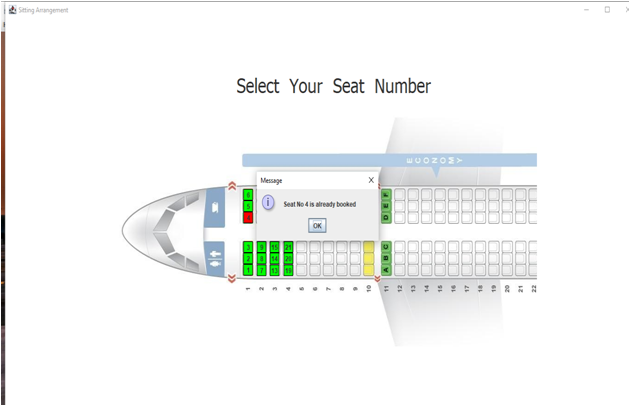 Sitting Arrangement
Select Your Seat Number
ECONOMY
Message X
Seat No 4 is already booked
OK
6
5
D E F
3 9 15 21
2 8 14 20
1 7 13 19
A B C
1 2 3 4 5 6 7 8 9 10 11 12 13 14 15 16 17 18 19 20 21 22